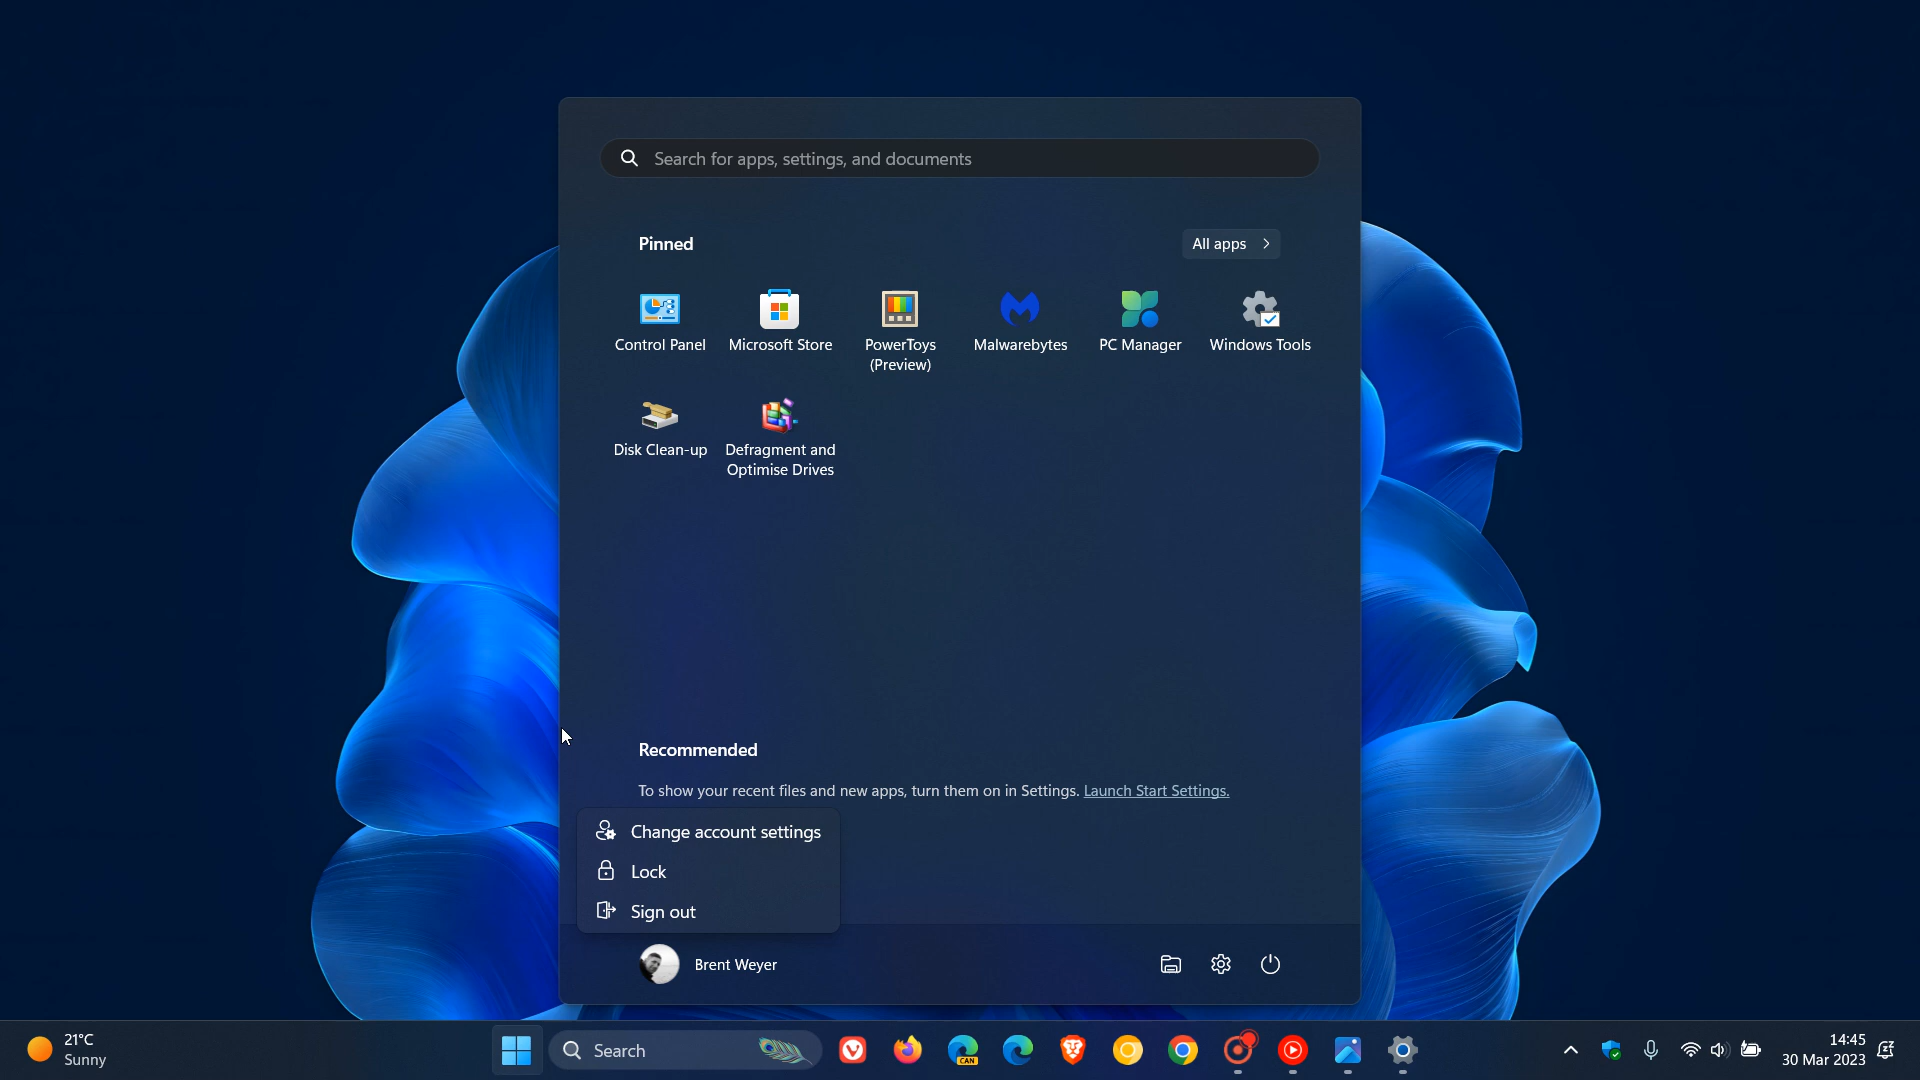 Search for apps, settings, and documents
Pinned
All apps
Control Panel
Microsoft Store
PowerToys
(Preview)
Malwarebytes
PC Manager
Windows Tools
Disk Clean-up
Defragment and
Optimise Drives
Recommended
To show your recent files and new apps, turn them on in Settings. Launch Start Settings.
Change account settings
Lock
Sign out
Brent Weyer
21°C
Sunny
Search
CAN
14:45
30 Mar 2023